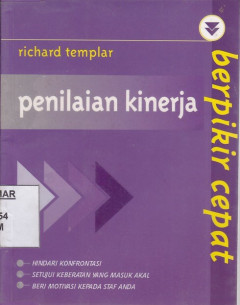 richard templar
penilaian kinerja
berpikir cepat
MAR
54
M
HINDARI KONFRONTASI
SETUJUI KEBERATAN YANG MASUK AKAL
BERI MOTIVASI KEPADA STAF ANDA